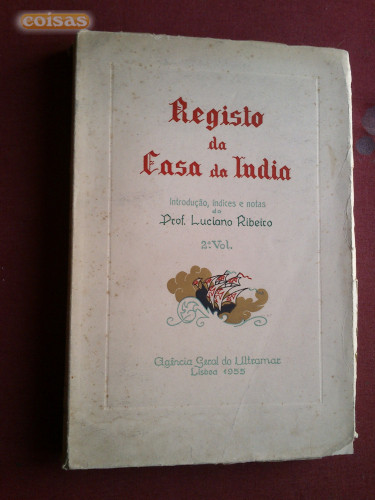 coisas
Registo
da
Casa da India
Introdução, índices e notas
de
Prof. Luciano Ribeiro
2.º Vol.
Agência Geral do Ultramar
Lisboa 1955